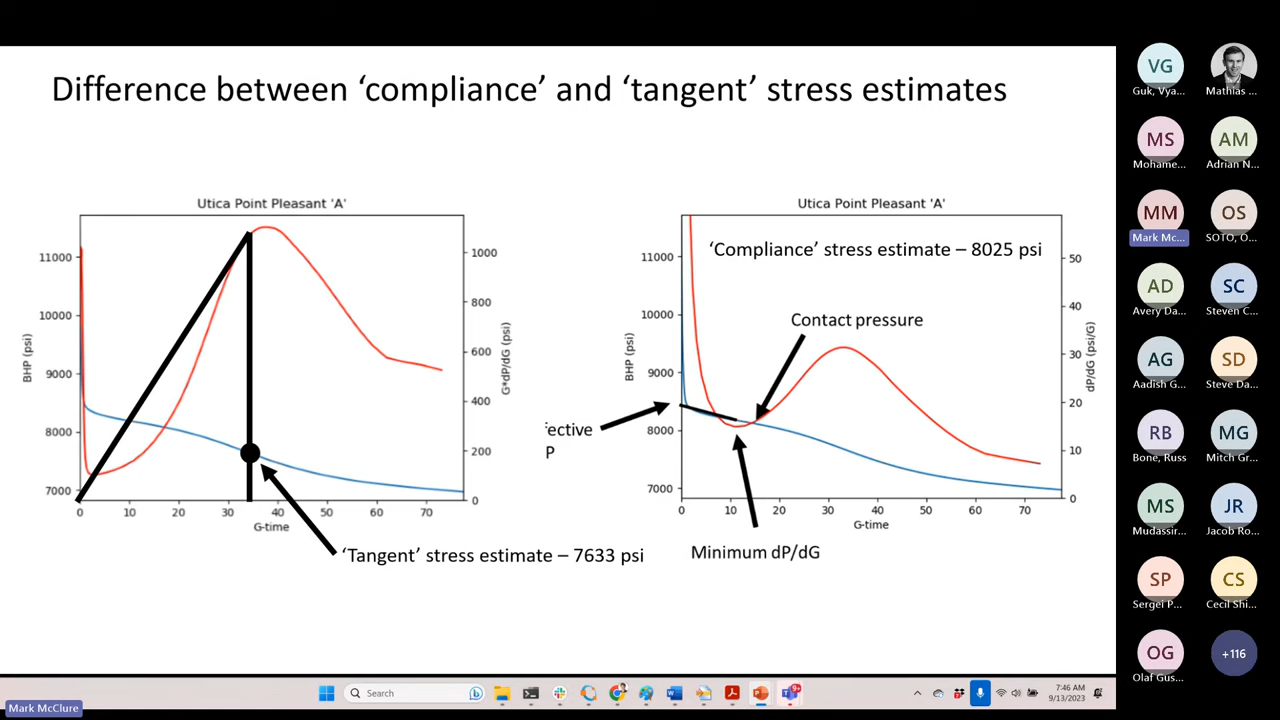 Difference between ‘compliance’ and ‘tangent’ stress estimates
Utica Point Pleasant 'A'
11000
10000
9000
8000
7000
BHP (psi)
1000
800
600
400
200
0
G*dP/dG (psi)
0 10 20 30 40 50 60 70
G-time
‘Tangent’ stress estimate – 7633 psi
Utica Point Pleasant 'A'
‘Compliance’ stress estimate – 8025 psi
Contact pressure
11000
10000
9000
8000
7000
BHP (psi)
50
40
30
20
10
0
dP/dG (psi/G)
0 10 20 30 40 50 60 70
G-time
fective
P
Minimum dP/dG
VG
Guk, Vya...
Mathias ...
MS
Mohame...
AM
Adrian N...
MM
Mark Mc...
OS
SOTO, O...
AD
Avery Da...
SC
Steven C...
AG
Aadish G...
SD
Steve Da...
RB
Bone, Russ
MG
Mitch Gr...
MS
Mudassir...
JR
Jacob Ro...
SP
Sergei P...
CS
Cecil Shi...
OG
Olaf Gus...
+116
Search
7:46 AM
9/13/2023
Mark McClure